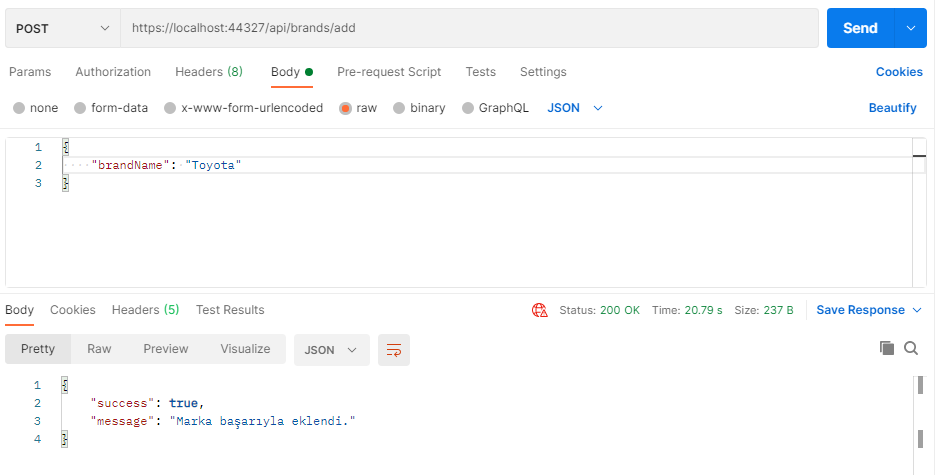 POST https://localhost:44327/api/brands/add Send
Params Authorization Headers (8) Body Pre-request Script Tests Settings Cookies
none form-data x-www-form-urlencoded raw binary GraphQL JSON Beautify
1 {
2 "brandName": "Toyota"
3 }
Body Cookies Headers (5) Test Results Status: 200 OK Time: 20.79 s Size: 237 B Save Response
Pretty Raw Preview Visualize JSON
1 {
2 "success": true,
3 "message": "Marka başarıyla eklendi."
4 }